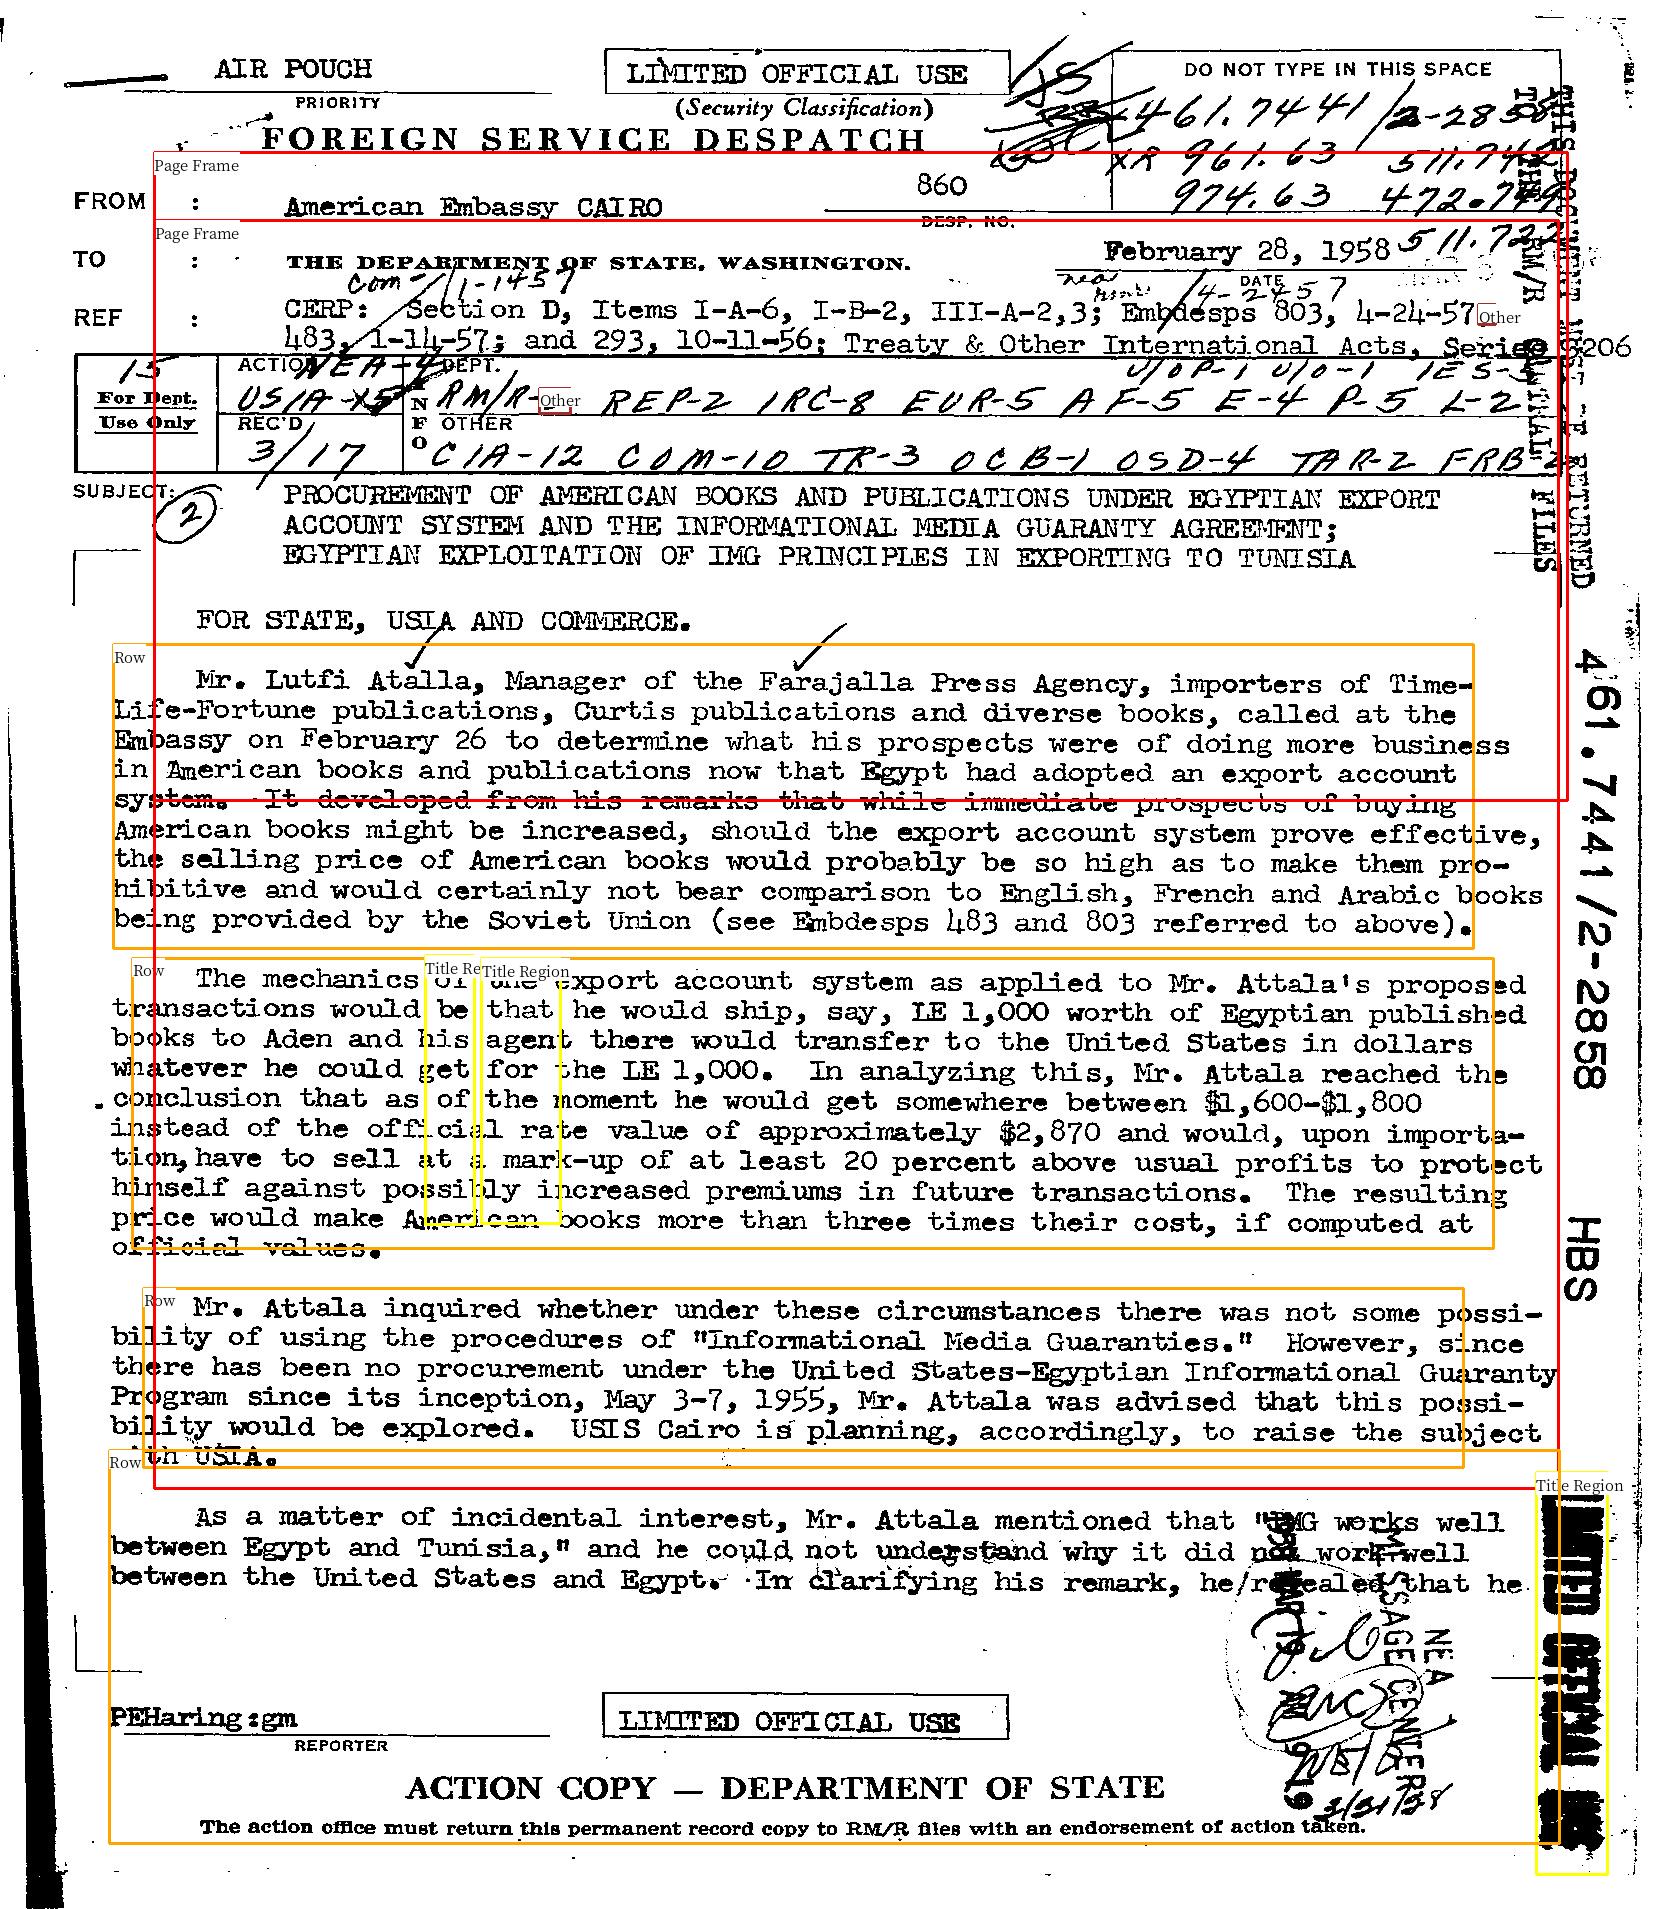 AIR POUCH
PRIORITY
LIMITED OFFICIAL USE
(Security Classification)
FOREIGN SERVICE DESPATCH
DO NOT TYPE IN THIS SPACE
461.7441/2-2858
XR 961.63 511.742
974.63 472.749
511.722
Page Frame
FROM : American Embassy CAIRO
860
DESP. NO.
Page Frame
February 28, 1958
DATE
TO : THE DEPARTMENT OF STATE, WASHINGTON.
REF : CERP: Section D, Items I-A-6, I-B-2, III-A-2,3; Embdesps 803, 4-24-57
Other
483, 1-14-57; and 293, 10-11-56; Treaty & Other International Acts, Series 3206
15
For Dept.
Use Only
ACTION NEA-4
DEPT.
U/OP-1 U/O-1 IES-
USIA-15
INFO
RM/R-
Other
REP-2 IRC-8 EUR-5 AF-5 E-4 P-5 L-2
REC'D
3/17
OTHER
CIA-12 COM-10 TR-3 OCB-1 OSD-4 TAR-2 FRB-2
SUBJECT:
2
PROCUREMENT OF AMERICAN BOOKS AND PUBLICATIONS UNDER EGYPTIAN EXPORT
ACCOUNT SYSTEM AND THE INFORMATIONAL MEDIA GUARANTY AGREEMENT;
EGYPTIAN EXPLOITATION OF IMG PRINCIPLES IN EXPORTING TO TUNISIA
THIS DOCUMENT MUST BE RETURNED
TO THE RM/R CENTRAL FILES
FOR STATE, USIA AND COMMERCE.
Row
Mr. Lutfi Atalla, Manager of the Farajalla Press Agency, importers of Time-
Life-Fortune publications, Curtis publications and diverse books, called at the
Embassy on February 26 to determine what his prospects were of doing more business
in American books and publications now that Egypt had adopted an export account
system. It developed from his remarks that while immediate prospects of buying
American books might be increased, should the export account system prove effective,
the selling price of American books would probably be so high as to make them pro-
hibitive and would certainly not bear comparison to English, French and Arabic books
being provided by the Soviet Union (see Embdesps 483 and 803 referred to above).
461.7441/2-2858
HBS
Row
Title Re
Title Region
The mechanics of the export account system as applied to Mr. Attala's proposed
transactions would be that he would ship, say, LE 1,000 worth of Egyptian published
books to Aden and his agent there would transfer to the United States in dollars
whatever he could get for the LE 1,000. In analyzing this, Mr. Attala reached the
conclusion that as of the moment he would get somewhere between $1,600-$1,800
instead of the official rate value of approximately $2,870 and would, upon importa-
tion, have to sell at a mark-up of at least 20 percent above usual profits to protect
himself against possibly increased premiums in future transactions. The resulting
price would make American books more than three times their cost, if computed at
official values.
Row
Mr. Attala inquired whether under these circumstances there was not some possi-
bility of using the procedures of "Informational Media Guaranties." However, since
there has been no procurement under the United States-Egyptian Informational Guaranty
Program since its inception, May 3-7, 1955, Mr. Attala was advised that this possi-
bility would be explored. USIS Cairo is planning, accordingly, to raise the subject
th USIA.
Row
Title Region
As a matter of incidental interest, Mr. Attala mentioned that "IMG works well
between Egypt and Tunisia," and he could not understand why it did not work well
between the United States and Egypt. In clarifying his remark, he/revealed that he
NEA
MESSAGE CENTER
LIMITED OFFICIAL USE
PEHaring:gm
REPORTER
LIMITED OFFICIAL USE
3/31/58
ACTION COPY — DEPARTMENT OF STATE
The action office must return this permanent record copy to RM/R files with an endorsement of action taken.